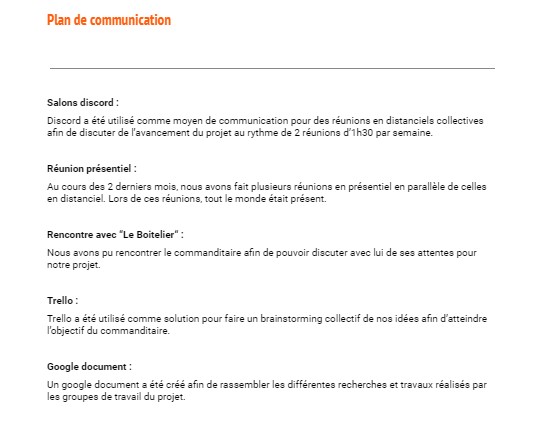 Plan de communication
Salons discord :
Discord a été utilisé comme moyen de communication pour des réunions en distanciels collectives
afin de discuter de l'avancement du projet au rythme de 2 réunions d'1h30 par semaine.
Réunion présentiel :
Au cours des 2 derniers mois, nous avons fait plusieurs réunions en présentiel en parallèle de celles
en distanciel. Lors de ces réunions, tout le monde était présent.
Rencontre avec "Le Boitelier" :
Nous avons pu rencontrer le commanditaire afin de pouvoir discuter avec lui de ses attentes pour
notre projet.
Trello :
Trello a été utilisé comme solution pour faire un brainstorming collectif de nos idées afin d'atteindre
l'objectif du commanditaire.
Google document :
Un google document a été créé afin de rassembler les différentes recherches et travaux réalisés par
les groupes de travail du projet.